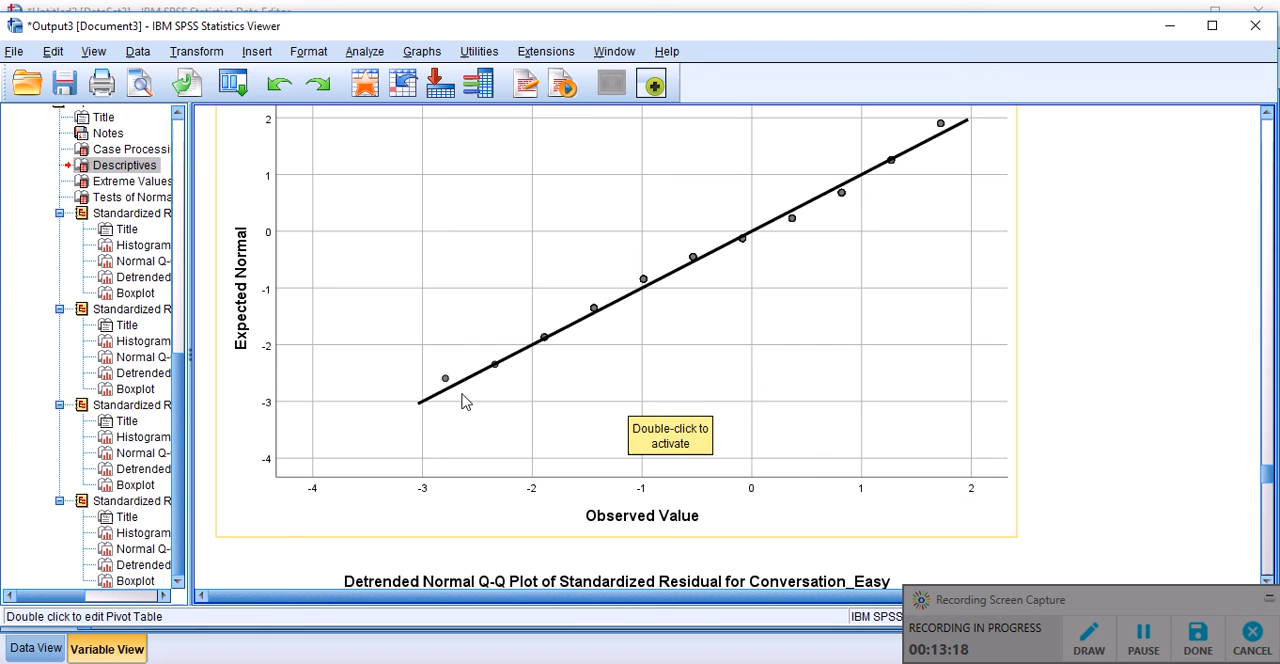 *Output3 [Document3] - IBM SPSS Statistics Viewer
File Edit View Data Transform Insert Format Analyze Graphs Utilities Extensions Window Help
Title
Notes
Case Processi
Descriptives
Extreme Values
Tests of Norma
Standardized R
Title
Histogram
Normal Q-
Detrended
Boxplot
Standardized R
Title
Histogram
Normal Q-
Detrended
Boxplot
Standardized R
Title
Histogram
Normal Q-
Detrended
Boxplot
Standardized R
Title
Histogram
Normal Q-
Detrended
Boxplot
Expected Normal
2
1
0
-1
-2
-3
-4
-4 -3 -2 -1 0 1 2
Observed Value
Double-click to
activate
Detrended Normal Q-Q Plot of Standardized Residual for Conversation_Easy
Double click to edit Pivot Table
IBM SPSS
Data View Variable View
Recording Screen Capture
RECORDING IN PROGRESS
00:13:18
DRAW PAUSE DONE CANCEL